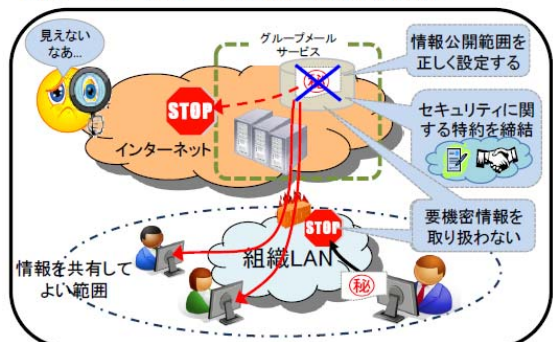 見えない
なあ…
グループメール
サービス
㊙
情報公開範囲を
正しく設定する
STOP
インターネット
セキュリティに関
する特約を締結
要機密情報を
取り扱わない
STOP
組織LAN
情報を共有して
よい範囲
㊙